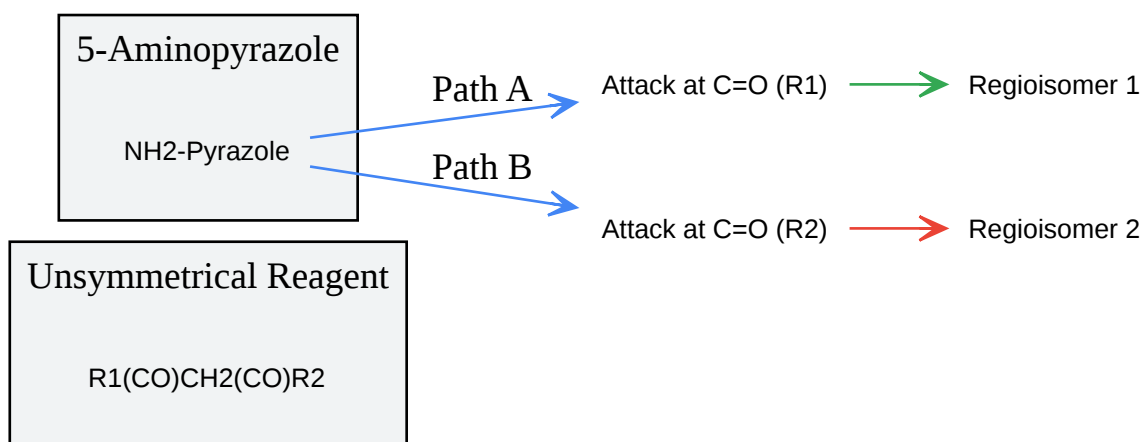 5-Aminopyrazole
NH2-Pyrazole
Path A
Path B
Attack at C=O (R1)
Regioisomer 1
Attack at C=O (R2)
Regioisomer 2
Unsymmetrical Reagent
R1(CO)CH2(CO)R2